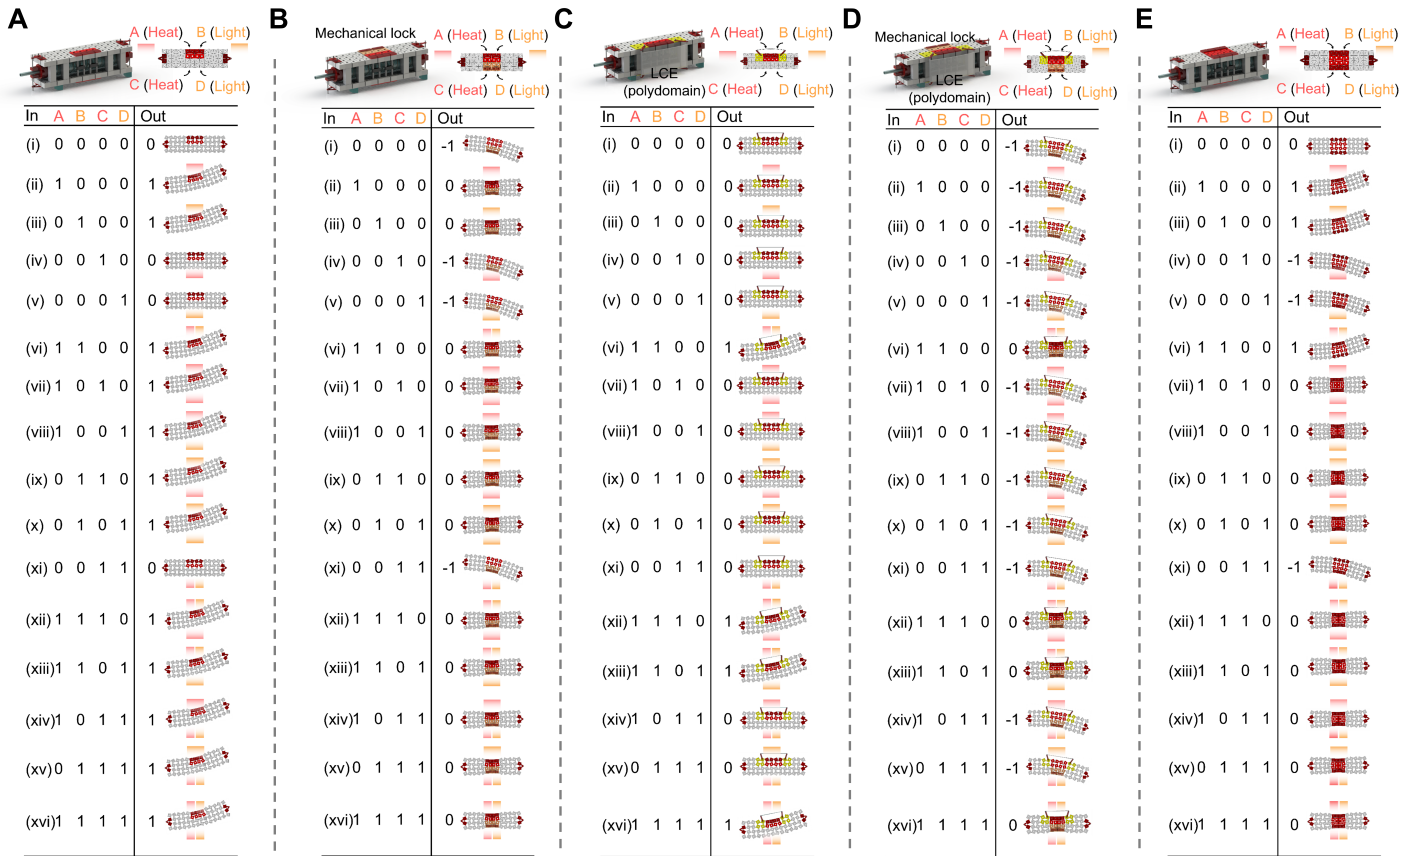 A
A (Heat) B (Light)
C (Heat) D (Light)
In A B C D Out
(i) 0 0 0 0 0
(ii) 1 0 0 0 1
(iii) 0 1 0 0 1
(iv) 0 0 1 0 0
(v) 0 0 0 1 0
(vi) 1 1 0 0 1
(vii) 1 0 1 0 1
(viii) 1 0 0 1 1
(ix) 0 1 1 0 1
(x) 0 1 0 1 1
(xi) 0 0 1 1 0
(xii) 1 1 1 0 1
(xiii) 1 1 0 1 1
(xiv) 1 0 1 1 1
(xv) 0 1 1 1 1
(xvi) 1 1 1 1 1
B
Mechanical lock
A (Heat) B (Light)
C (Heat) D (Light)
In A B C D Out
(i) 0 0 0 0 -1
(ii) 1 0 0 0 0
(iii) 0 1 0 0 0
(iv) 0 0 1 0 -1
(v) 0 0 0 1 -1
(vi) 1 1 0 0 0
(vii) 1 0 1 0 0
(viii) 1 0 0 1 0
(ix) 0 1 1 0 0
(x) 0 1 0 1 0
(xi) 0 0 1 1 -1
(xii) 1 1 1 0 0
(xiii) 1 1 0 1 0
(xiv) 1 0 1 1 0
(xv) 0 1 1 1 0
(xvi) 1 1 1 1 0
C
LCE
(polydomain)
A (Heat) B (Light)
C (Heat) D (Light)
In A B C D Out
(i) 0 0 0 0 0
(ii) 1 0 0 0 0
(iii) 0 1 0 0 0
(iv) 0 0 1 0 0
(v) 0 0 0 1 0
(vi) 1 1 0 0 1
(vii) 1 0 1 0 0
(viii) 1 0 0 1 0
(ix) 0 1 1 0 0
(x) 0 1 0 1 0
(xi) 0 0 1 1 0
(xii) 1 1 1 0 1
(xiii) 1 1 0 1 1
(xiv) 1 0 1 1 0
(xv) 0 1 1 1 0
(xvi) 1 1 1 1 1
D
Mechanical lock
LCE
(polydomain)
A (Heat) B (Light)
C (Heat) D (Light)
In A B C D Out
(i) 0 0 0 0 -1
(ii) 1 0 0 0 -1
(iii) 0 1 0 0 -1
(iv) 0 0 1 0 -1
(v) 0 0 0 1 -1
(vi) 1 1 0 0 0
(vii) 1 0 1 0 -1
(viii) 1 0 0 1 -1
(ix) 0 1 1 0 -1
(x) 0 1 0 1 -1
(xi) 0 0 1 1 -1
(xii) 1 1 1 0 0
(xiii) 1 1 0 1 0
(xiv) 1 0 1 1 -1
(xv) 0 1 1 1 -1
(xvi) 1 1 1 1 0
E
A (Heat) B (Light)
C (Heat) D (Light)
In A B C D Out
(i) 0 0 0 0 0
(ii) 1 0 0 0 1
(iii) 0 1 0 0 1
(iv) 0 0 1 0 -1
(v) 0 0 0 1 -1
(vi) 1 1 0 0 1
(vii) 1 0 1 0 0
(viii) 1 0 0 1 0
(ix) 0 1 1 0 0
(x) 0 1 0 1 0
(xi) 0 0 1 1 -1
(xii) 1 1 1 0 0
(xiii) 1 1 0 1 0
(xiv) 1 0 1 1 0
(xv) 0 1 1 1 0
(xvi) 1 1 1 1 0